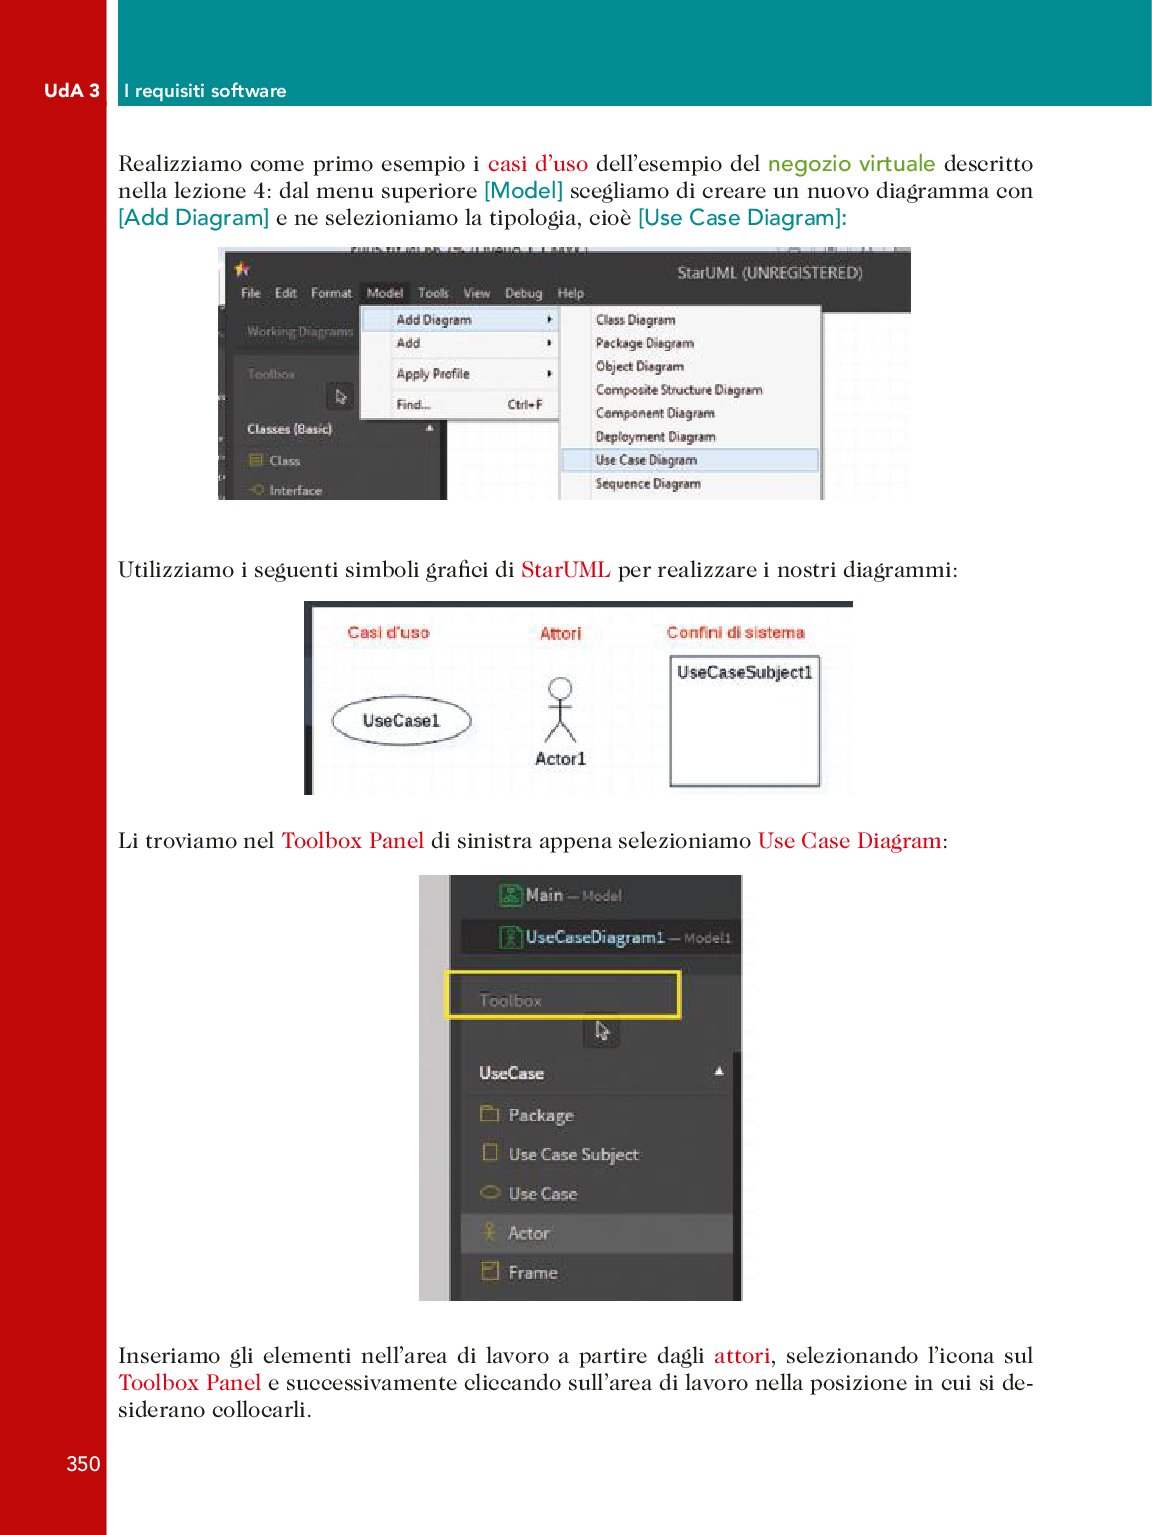 UdA 3 I requisiti software
Realizziamo come primo esempio i casi d'uso dell'esempio del negozio virtuale descritto
nella lezione 4: dal menu superiore [Model] scegliamo di creare un nuovo diagramma con
[Add Diagram] e ne selezioniamo la tipologia, cioè [Use Case Diagram]:
StarUML (UNREGISTERED)
File Edit Format Model Tools View Debug Help
Working Diagrams
Toolbox
Classes (Basic)
Class
Interface
Add Diagram
Add
Apply Profile
Find... Ctrl+F
Class Diagram
Package Diagram
Object Diagram
Composite Structure Diagram
Component Diagram
Deployment Diagram
Use Case Diagram
Sequence Diagram
Utilizziamo i seguenti simboli grafici di StarUML per realizzare i nostri diagrammi:
Casi d'uso Attori Confini di sistema
UseCase1
Actor1
UseCaseSubject1
Li troviamo nel Toolbox Panel di sinistra appena selezioniamo Use Case Diagram:
Main — Model
UseCaseDiagram1 — Model1
Toolbox
UseCase
Package
Use Case Subject
Use Case
Actor
Frame
Inseriamo gli elementi nell'area di lavoro a partire dagli attori, selezionando l'icona sul
Toolbox Panel e successivamente cliccando sull'area di lavoro nella posizione in cui si de-
siderano collocarli.
350